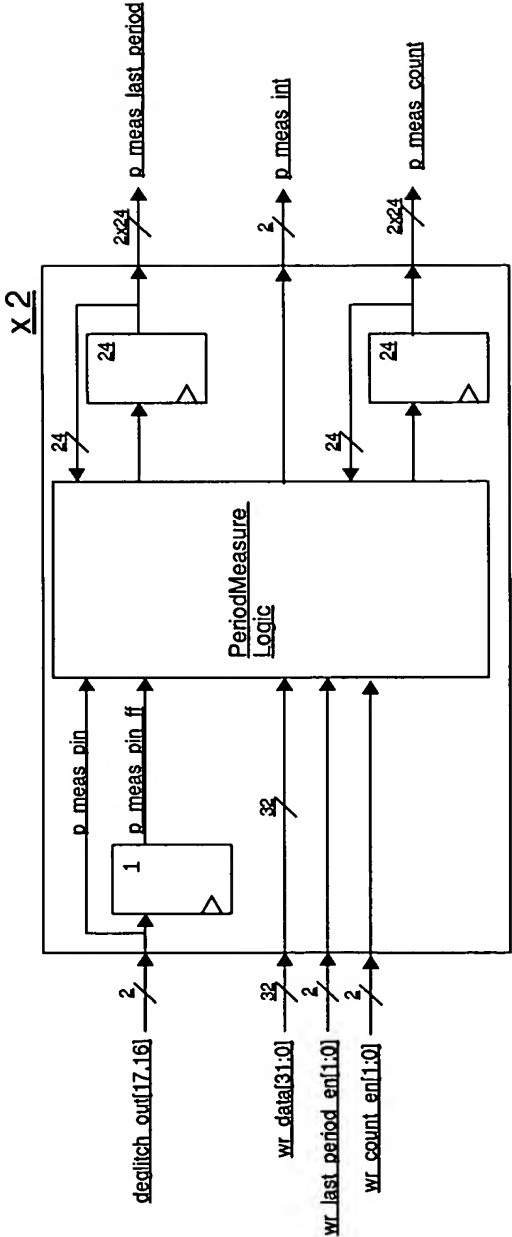 x 2
deglitch_out[17,16]
2
p_meas_pin
1
p_meas_pin_ff
wr_data[31:0]
32
32
wr_last_period_en[1:0]
2
wr_count_en[1:0]
2
PeriodMeasure
Logic
24
24
2x24
p_meas_last_period
2
p_meas_int
24
24
2x24
p_meas_count